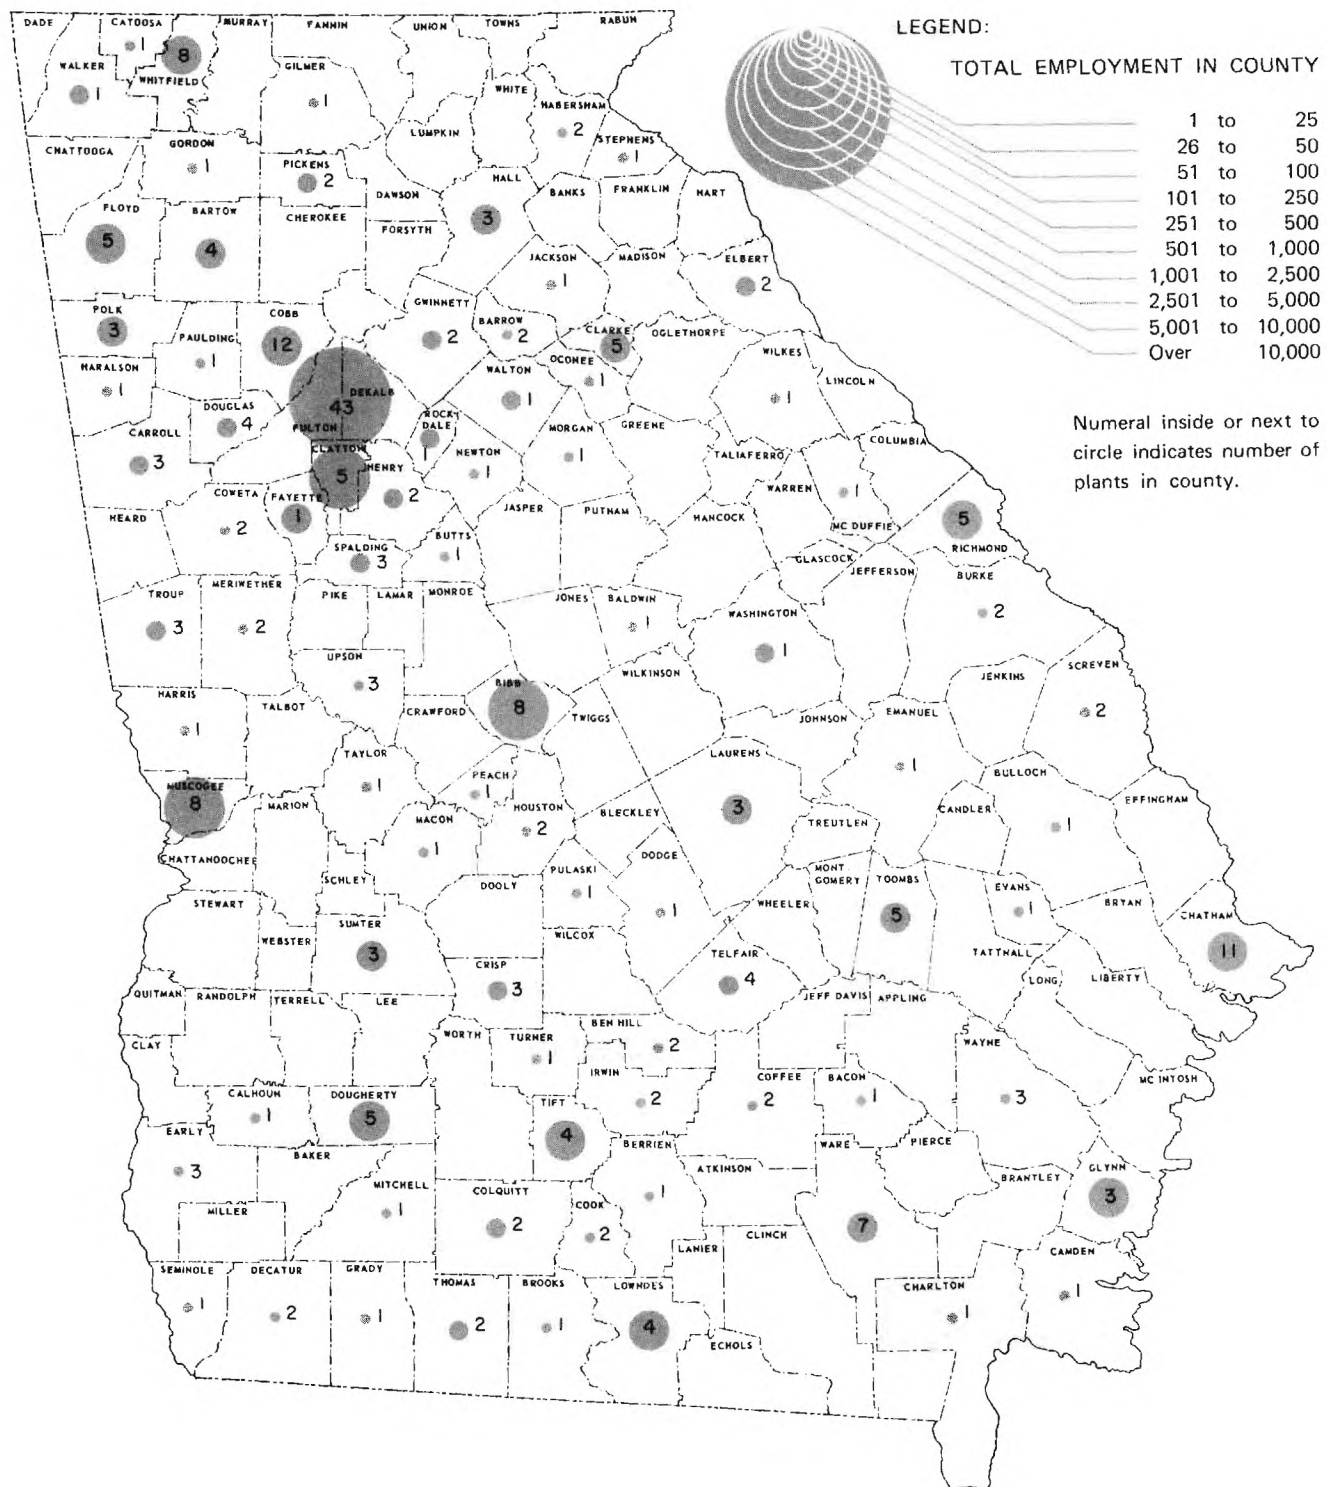 LEGEND:
TOTAL EMPLOYMENT IN COUNTY
1 to 25
26 to 50
51 to 100
101 to 250
251 to 500
501 to 1,000
1,001 to 2,500
2,501 to 5,000
5,001 to 10,000
Over 10,000
Numeral inside or next to
circle indicates number of
plants in county.
DADE
CATOOSA
1
8
WHITFIELD
MURRAY
FANNIN
UNION
TOWNS
RABUN
WALKER
1
GILMER
1
WHITE
HABERSHAM
2
LUMPKIN
STEPHENS
1
CHATTOOGA
GORDON
1
PICKENS
2
DAWSON
HALL
3
BANKS
FRANKLIN
HART
FLOYD
5
BARTOW
4
CHEROKEE
FORSYTH
JACKSON
1
MADISON
ELBERT
2
POLK
3
PAULDING
1
COBB
12
GWINNETT
2
BARROW
2
CLARKE
5
OGLETHORPE
OCONEE
1
WILKES
1
LINCOLN
HARALSON
1
DOUGLAS
4
DEKALB
43
FULTON
ROCK
DALE
1
WALTON
1
MORGAN
1
GREENE
TALIAFERRO
COLUMBIA
CARROLL
3
CLAYTON
5
HENRY
2
NEWTON
1
WARREN
1
MC DUFFIE
5
RICHMOND
HEARD
COWETA
2
FAYETTE
1
JASPER
PUTNAM
HANCOCK
SPALDING
3
BUTTS
1
GLASCOCK
JEFFERSON
BURKE
2
TROUP
3
MERIWETHER
2
PIKE
LAMAR
MONROE
JONES
BALDWIN
1
WASHINGTON
1
UPSON
3
BIBB
8
WILKINSON
JENKINS
SCREVEN
2
HARRIS
1
TALBOT
CRAWFORD
TWIGGS
JOHNSON
EMANUEL
1
TAYLOR
1
LAURENS
3
PEACH
1
BULLOCH
1
MUSCOGEE
8
MARION
MACON
1
HOUSTON
2
BLECKLEY
TREUTLEN
CANDLER
EFFINGHAM
CHATTAHOOCHEE
SCHLEY
DOOLY
PULASKI
1
DODGE
1
MONT
GOMERY
TOOMBS
5
EVANS
1
BRYAN
STEWART
WEBSTER
SUMTER
3
WILCOX
WHEELER
CHATHAM
11
CRISP
3
TELFAIR
4
TATTNALL
LONG
LIBERTY
QUITMAN
RANDOLPH
TERRELL
LEE
JEFF DAVIS
APPLING
CLAY
WORTH
TURNER
1
BEN HILL
2
WAYNE
3
IRWIN
2
COFFEE
2
BACON
1
MC INTOSH
CALHOUN
1
DOUGHERTY
5
TIFT
4
EARLY
3
BAKER
BERRIEN
1
WARE
7
PIERCE
ATKINSON
BRANTLEY
GLYNN
3
MITCHELL
1
COLQUITT
2
COOK
2
MILLER
LANIER
CLINCH
CAMDEN
1
SEMINOLE
1
DECATUR
2
GRADY
1
THOMAS
2
BROOKS
1
LOWNDES
4
ECHOLS
CHARLTON
1